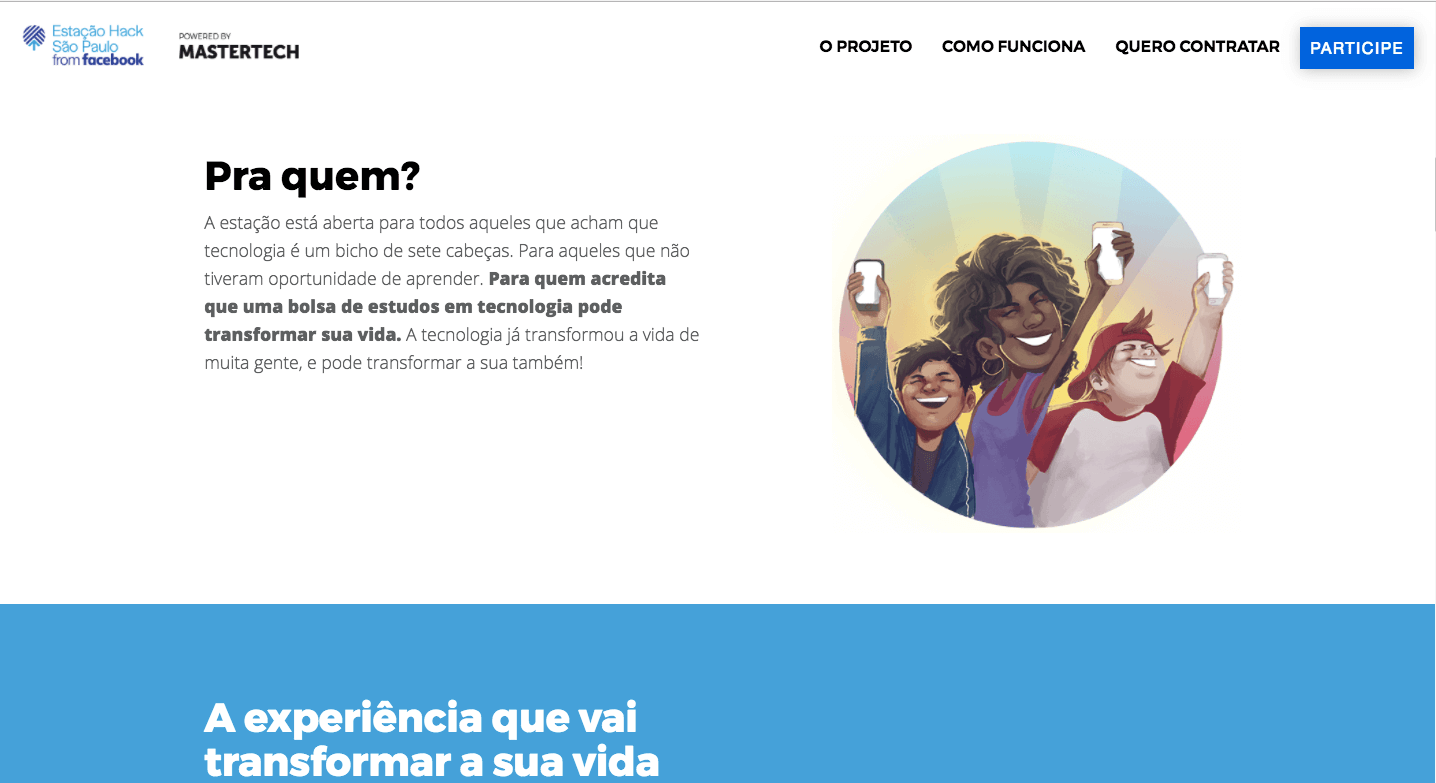 Estação Hack
São Paulo
from facebook
POWERED BY
MASTERTECH
O PROJETO
COMO FUNCIONA
QUERO CONTRATAR
PARTICIPE
Pra quem?
A estação está aberta para todos aqueles que acham que
tecnologia é um bicho de sete cabeças. Para aqueles que não
tiveram oportunidade de aprender. Para quem acredita
que uma bolsa de estudos em tecnologia pode
transformar sua vida. A tecnologia já transformou a vida de
muita gente, e pode transformar a sua também!
A experiência que vai
transformar a sua vida